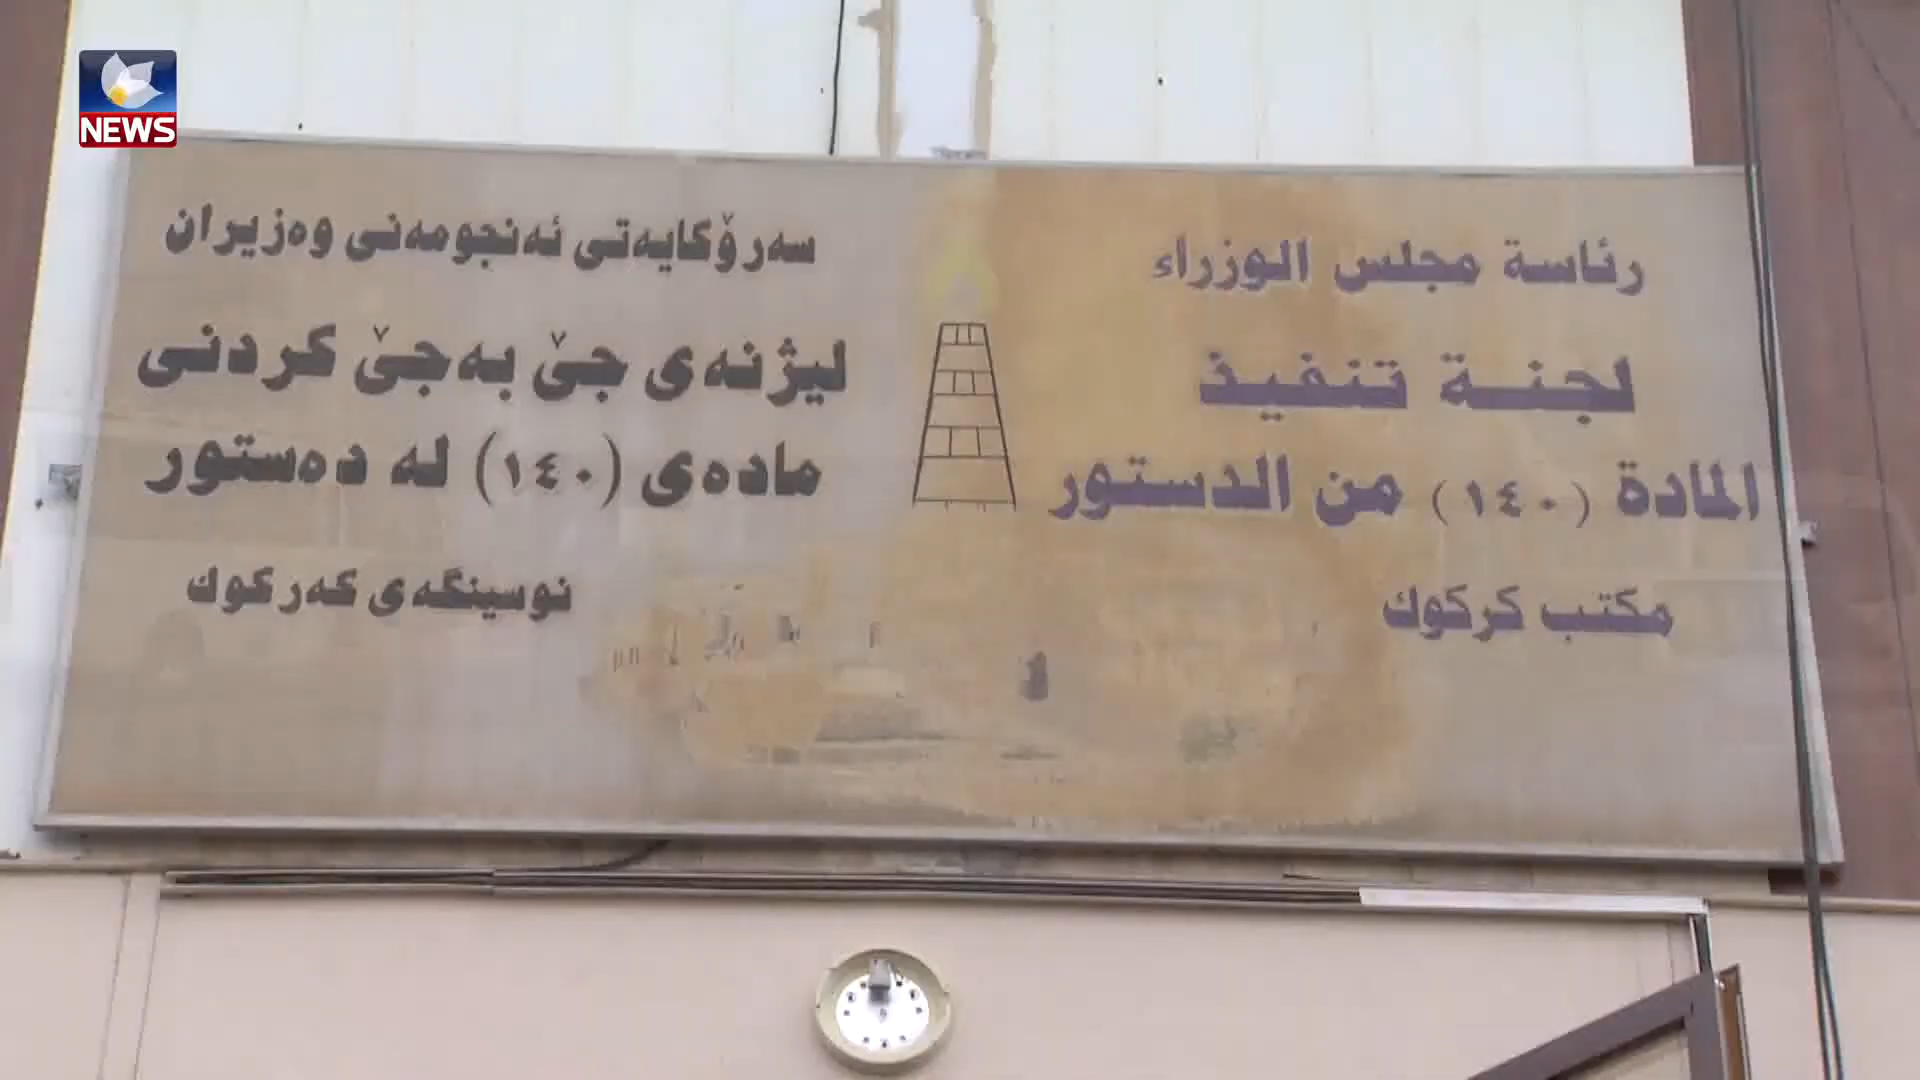 NEWS
رئاسة مجلس الوزراء
لجنة تنفيذ
المادة (١٤٠) من الدستور
مكتب كركوك
سەرۆکایەتی ئەنجومەنی وەزیران
لیژنەی جێ بەجێ کردنی
مادەی (١٤٠) لە دەستور
نوسینگەی کەرکوك